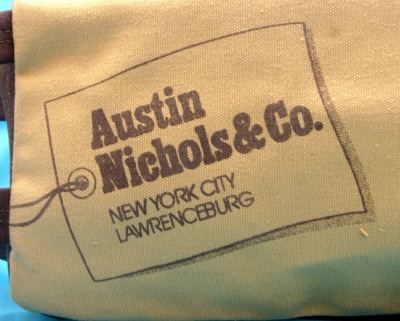 Austin
Nichols & Co.
NEW YORK CITY
LAWRENCEBURG